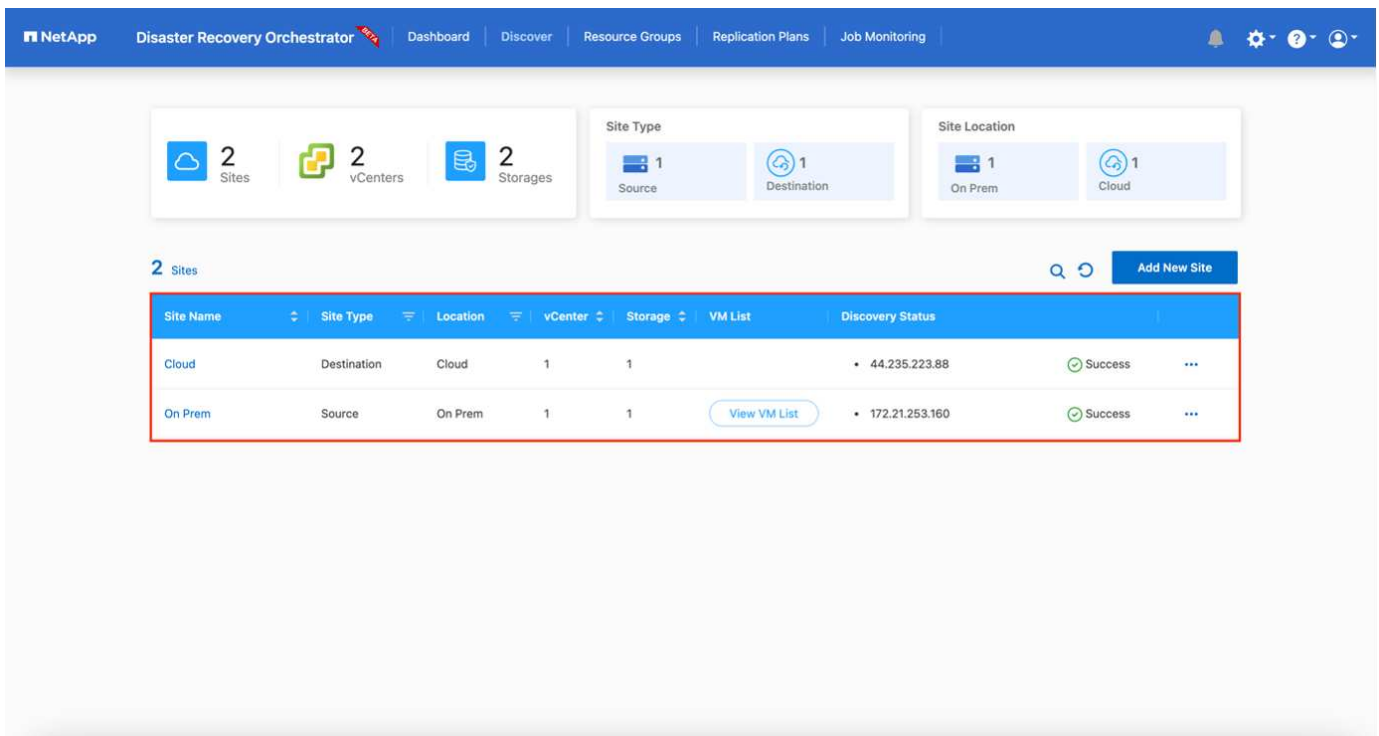 NetApp Disaster Recovery Orchestrator BETA Dashboard Discover Resource Groups Replication Plans Job Monitoring
2 Sites
2 vCenters
2 Storages
Site Type
1 Source
1 Destination
Site Location
1 On Prem
1 Cloud
2 Sites
Add New Site
Site Name Site Type Location vCenter Storage VM List Discovery Status
Cloud Destination Cloud 1 1 • 44.235.223.88 Success
On Prem Source On Prem 1 1 View VM List • 172.21.253.160 Success